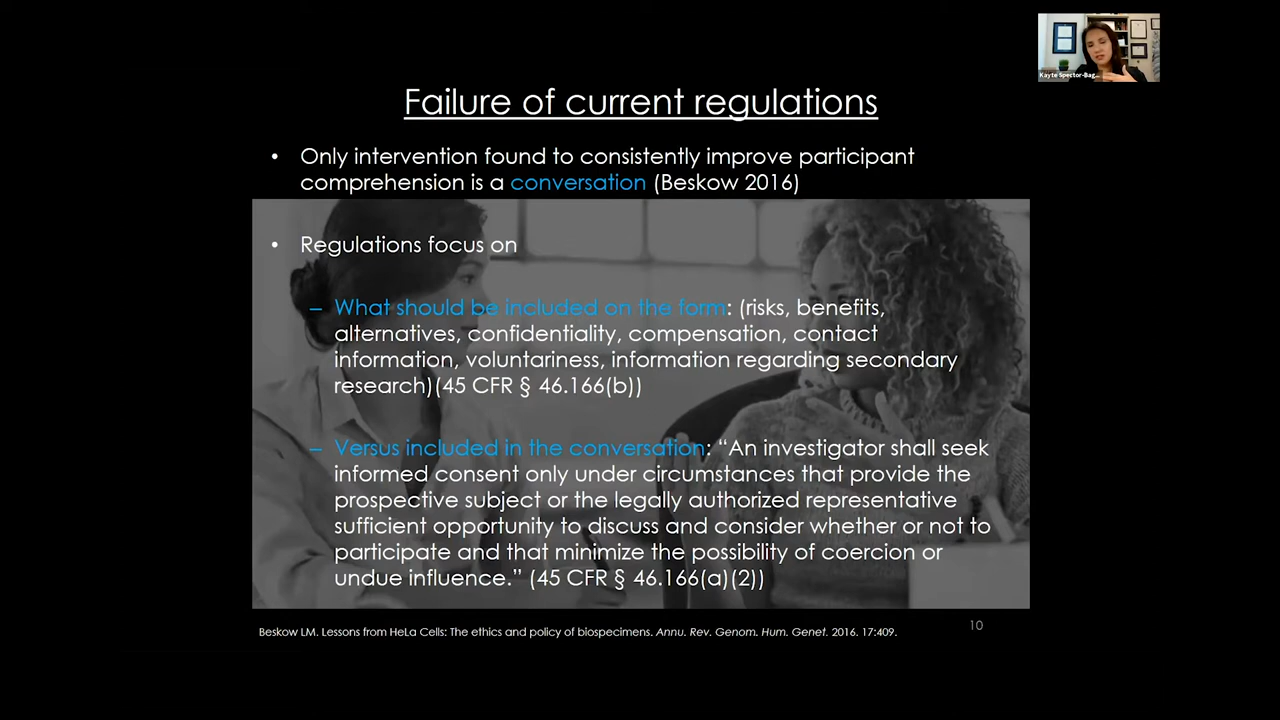 Kayte Spector-Bag...
Failure of current regulations
• Only intervention found to consistently improve participant
comprehension is a conversation (Beskow 2016)
• Regulations focus on
– What should be included on the form: (risks, benefits,
alternatives, confidentiality, compensation, contact
information, voluntariness, information regarding secondary
research)(45 CFR § 46.166(b))
– Versus included in the conversation: “An investigator shall seek
informed consent only under circumstances that provide the
prospective subject or the legally authorized representative
sufficient opportunity to discuss and consider whether or not to
participate and that minimize the possibility of coercion or
undue influence.” (45 CFR § 46.166(a)(2))
Beskow LM. Lessons from HeLa Cells: The ethics and policy of biospecimens. Annu. Rev. Genom. Hum. Genet. 2016. 17:409.
10